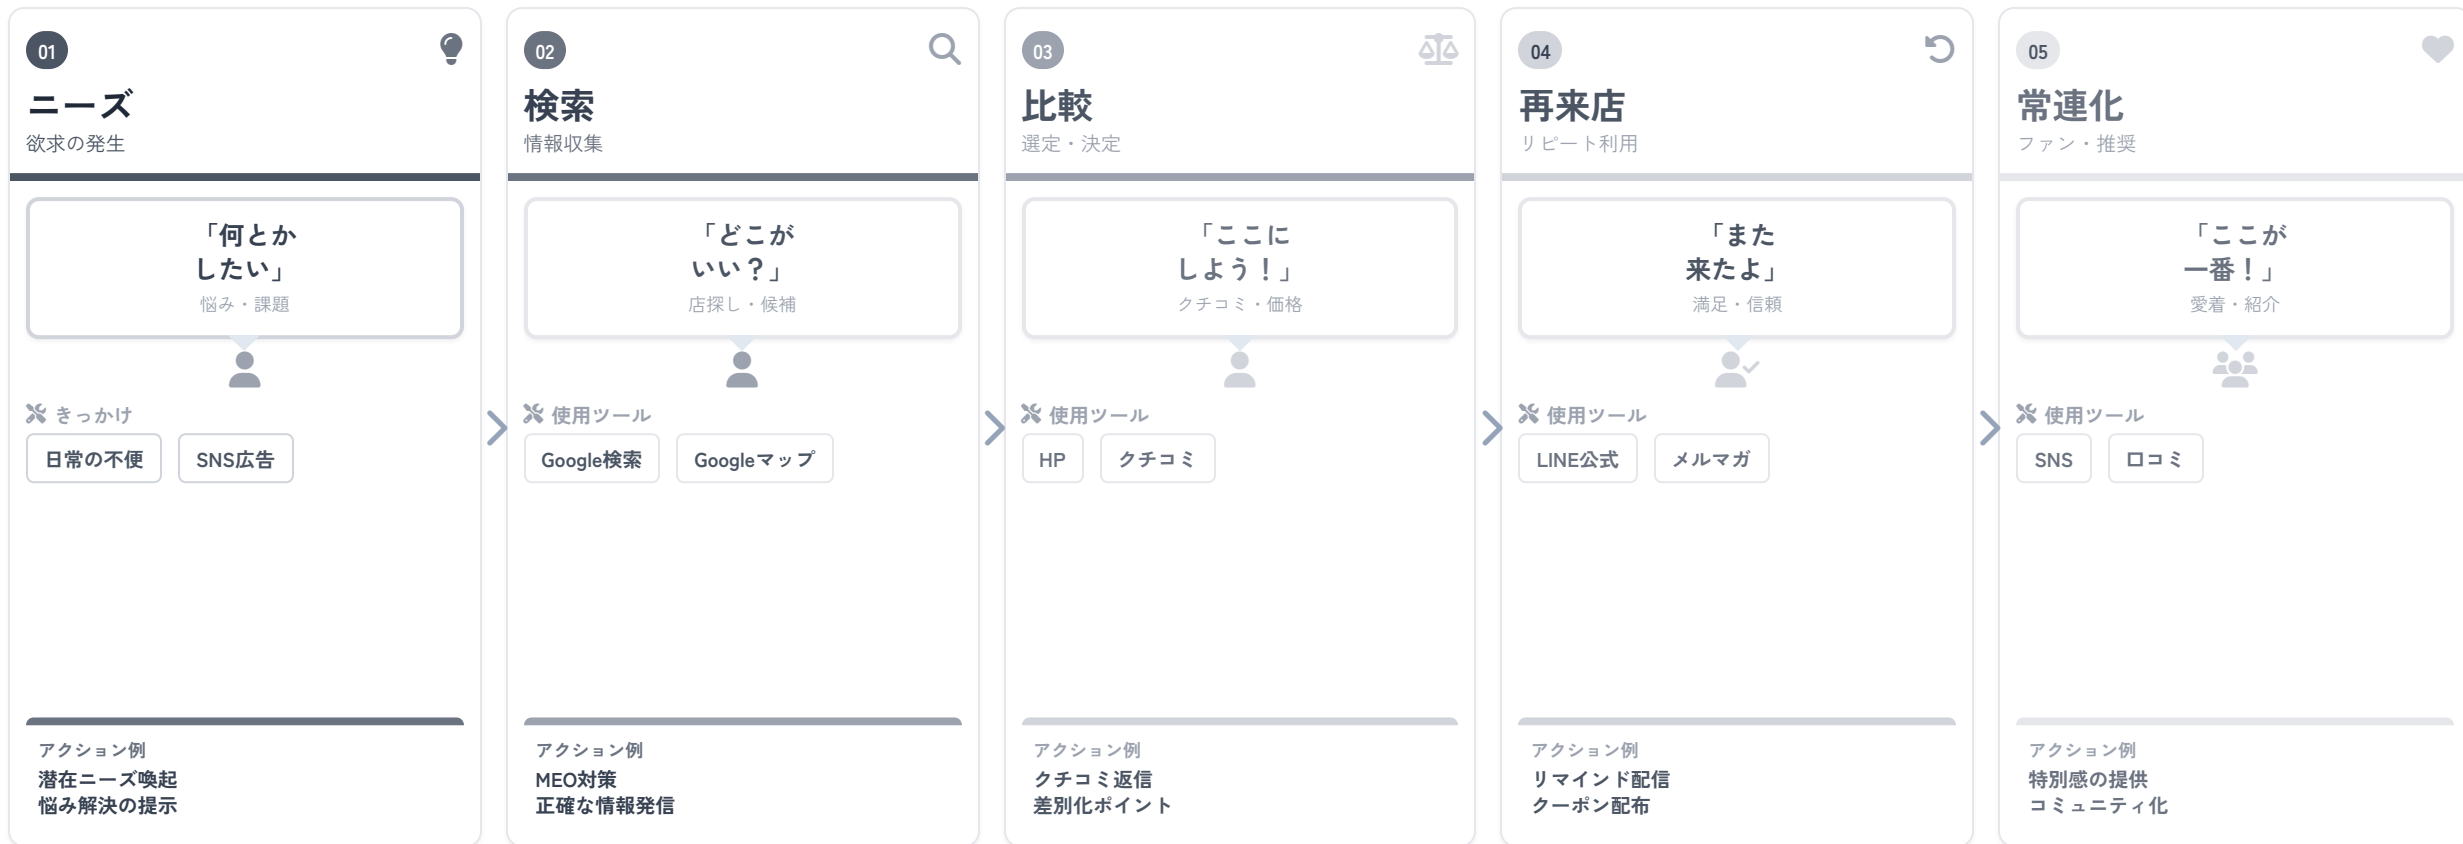 01
ニーズ
欲求の発生
「何とか
したい」
悩み・課題
きっかけ
日常の不便
SNS広告
アクション例
潜在ニーズ喚起
悩み解決の提示
02
検索
情報収集
「どこが
いい？」
店探し・候補
使用ツール
Google検索
Googleマップ
アクション例
MEO対策
正確な情報発信
03
比較
選定・決定
「ここに
しよう！」
クチコミ・価格
使用ツール
HP
クチコミ
アクション例
クチコミ返信
差別化ポイント
04
再来店
リピート利用
「また
来たよ」
満足・信頼
使用ツール
LINE公式
メルマガ
アクション例
リマインド配信
クーポン配布
05
常連化
ファン・推奨
「ここが
一番！」
愛着・紹介
使用ツール
SNS
口コミ
アクション例
特別感の提供
コミュニティ化